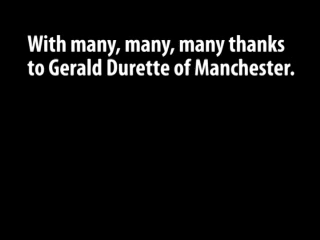 With many, many, many thanks
to Gerald Durette of Manchester.